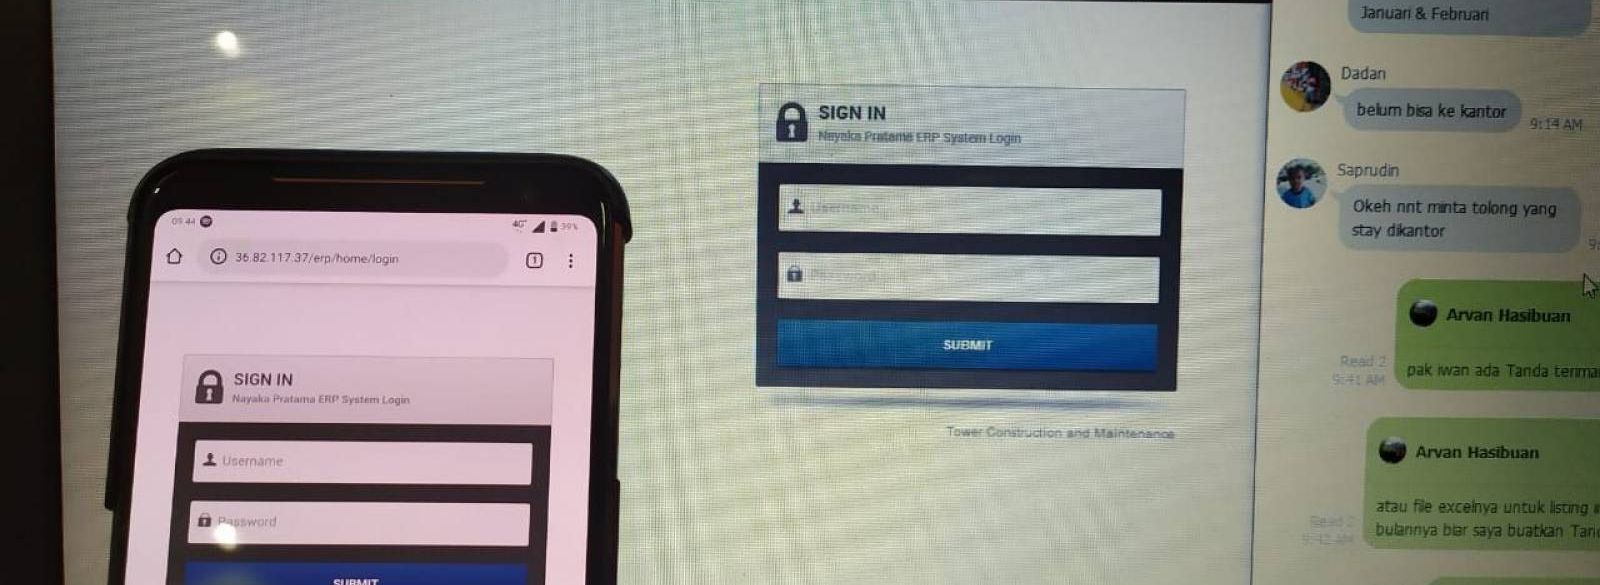 09.44
4G+
39%
36.82.117.37/erp/home/login
1
SIGN IN
Nayaka Pratama ERP System Login
Username
Password
SUBMIT
SIGN IN
Nayaka Pratama ERP System Login
Username
Password
SUBMIT
Tower Construction and Maintenance
Januari & Februari
Dadan
belum bisa ke kantor
9:14 AM
Saprudin
Okeh nnt minta tolong yang
stay dikantor
Arvan Hasibuan
Read 2
9:41 AM
pak iwan ada Tanda terima
Arvan Hasibuan
atau file excelnya untuk listing
Read 2
9:42 AM
bulannya biar saya buatkan